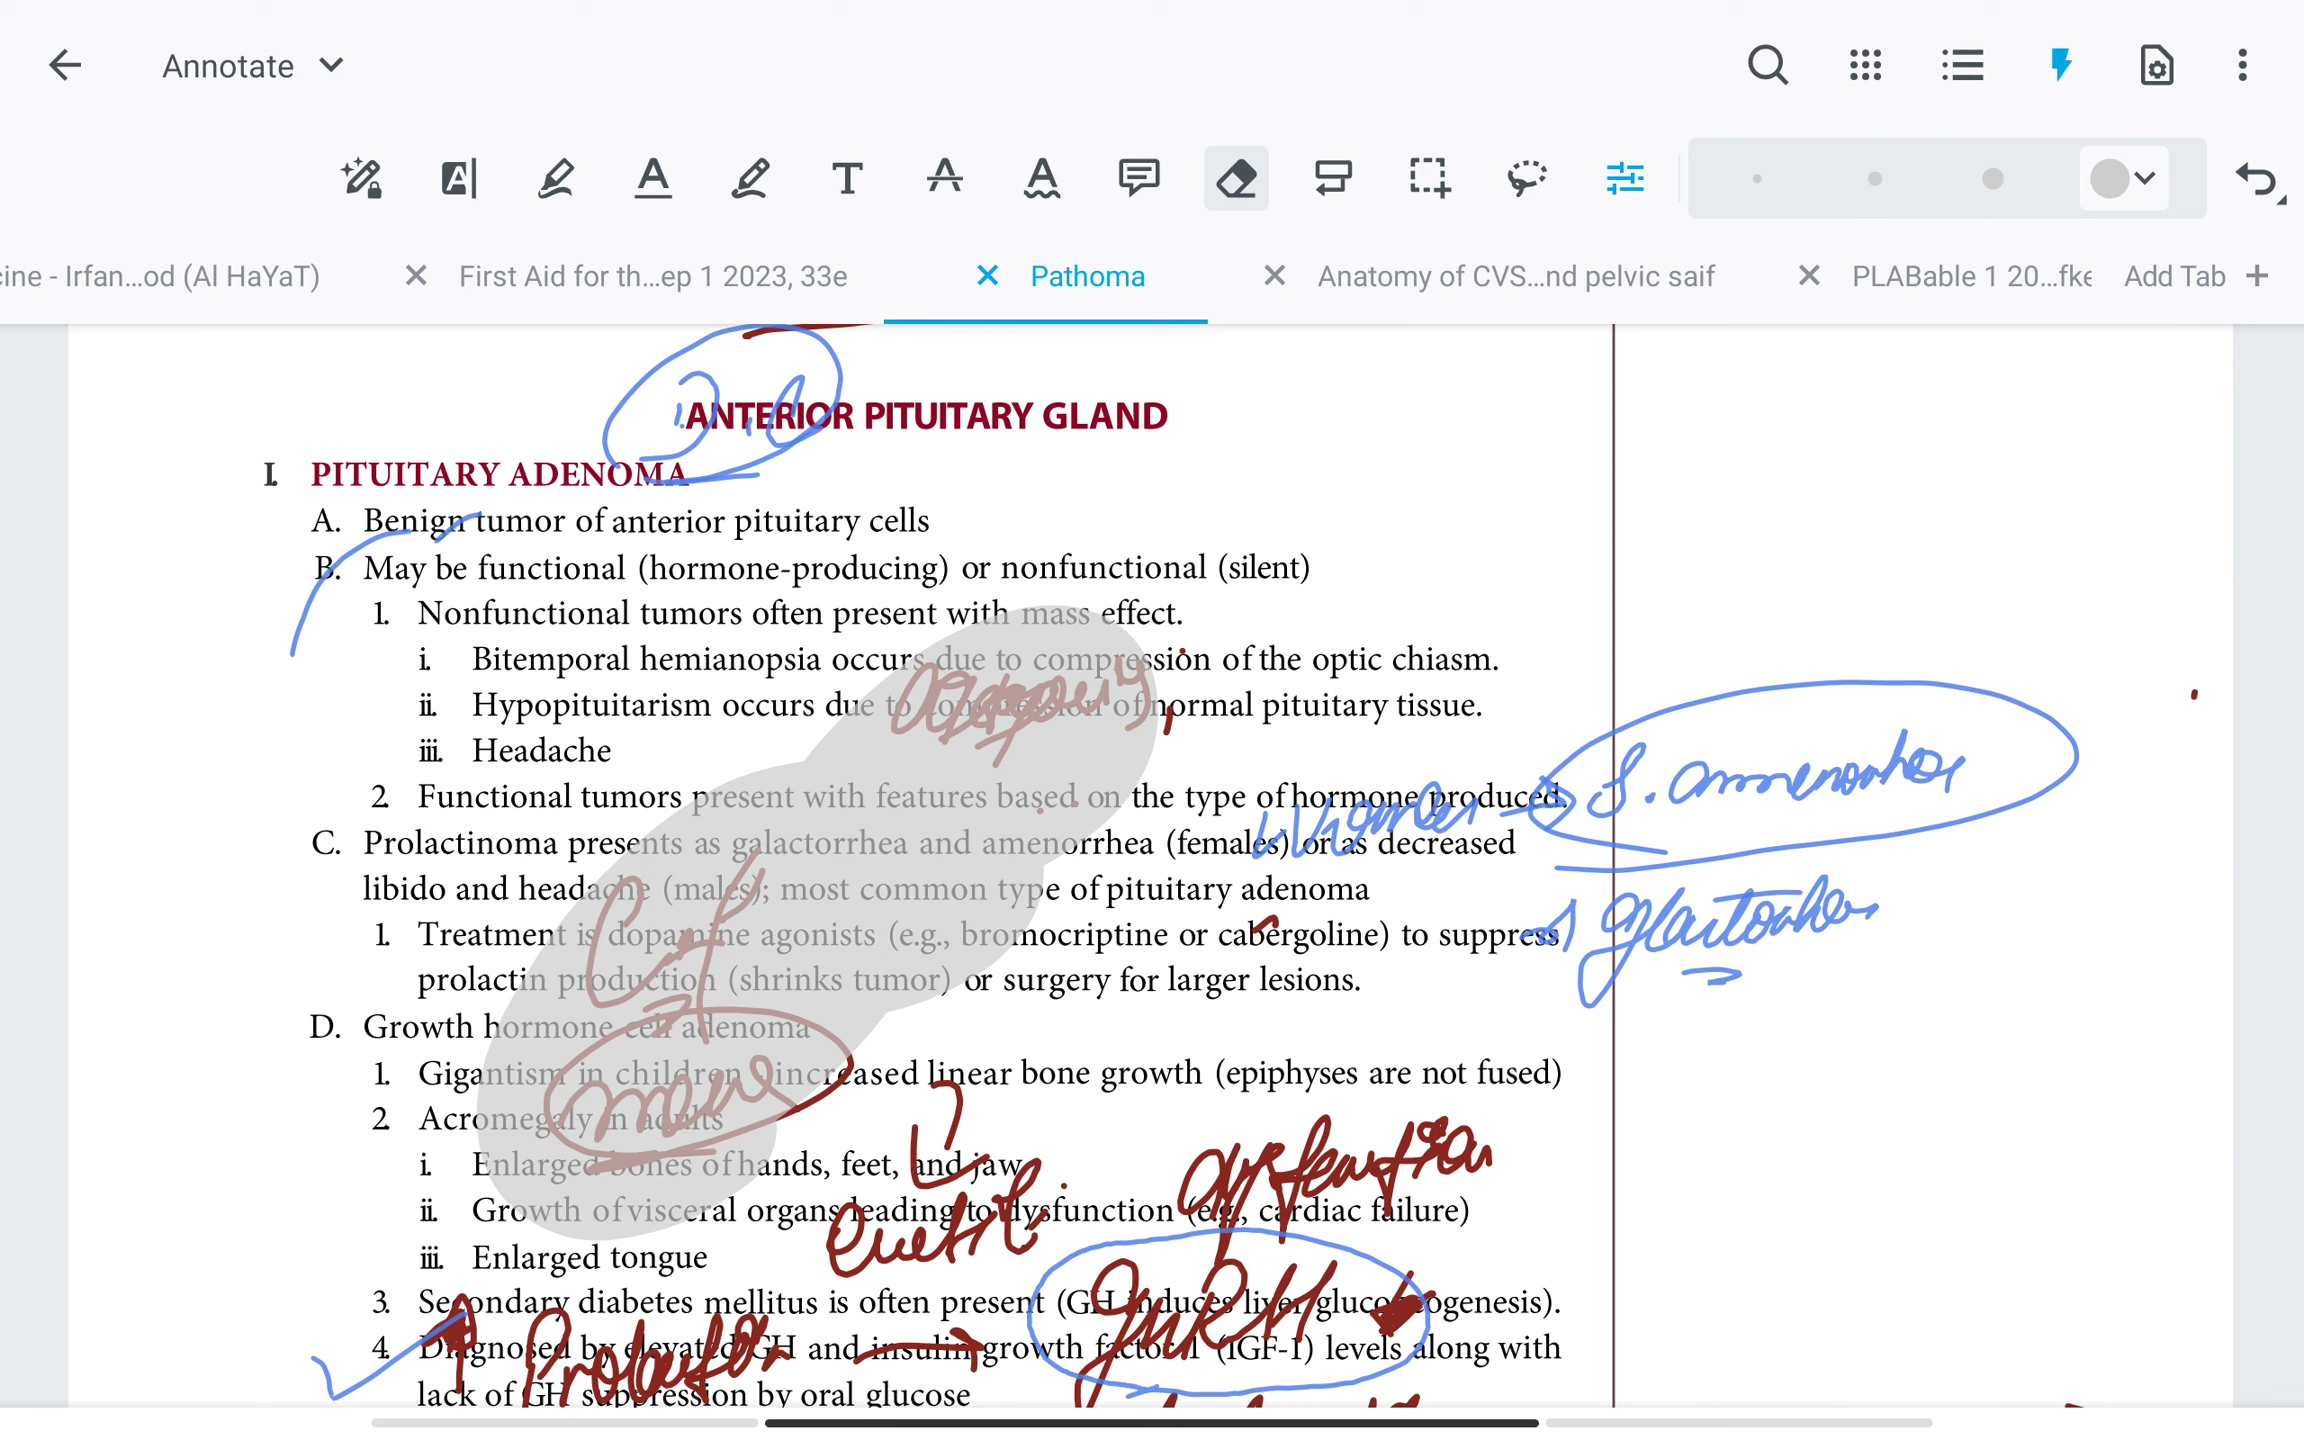 Annotate
cine - Irfan...od (Al HaYaT)
First Aid for th...ep 1 2023, 33e
Pathoma
Anatomy of CVS...nd pelvic saif
PLABable 1 20...fke
Add Tab +
ANTERIOR PITUITARY GLAND
I. PITUITARY ADENOMA
A. Benign tumor of anterior pituitary cells
B. May be functional (hormone-producing) or nonfunctional (silent)
1. Nonfunctional tumors often present with mass effect.
i. Bitemporal hemianopsia occurs due to compression of the optic chiasm.
ii. Hypopituitarism occurs due to compression of normal pituitary tissue.
iii. Headache
2. Functional tumors present with features based on the type of hormone produced.
C. Prolactinoma presents as galactorrhea and amenorrhea (females) or as decreased
libido and headache (males); most common type of pituitary adenoma
1. Treatment is dopamine agonists (e.g., bromocriptine or cabergoline) to suppress
prolactin production (shrinks tumor) or surgery for larger lesions.
D. Growth hormone cell adenoma
1. Gigantism in children - increased linear bone growth (epiphyses are not fused)
2. Acromegaly in adults
i. Enlarged bones of hands, feet, and jaw
ii. Growth of visceral organs leading to dysfunction (e.g., cardiac failure)
iii. Enlarged tongue
3. Secondary diabetes mellitus is often present (GH induces liver gluconeogenesis).
4. Diagnosed by elevated GH and insulin growth factor-1 (IGF-1) levels along with
lack of GH suppression by oral glucose
GnRH